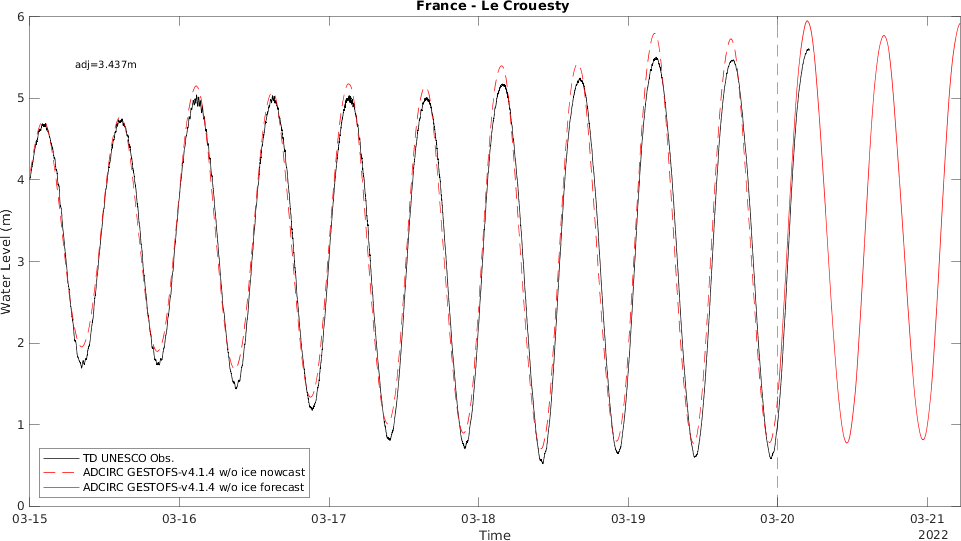 France - Le Crouesty
adj=3.437m
Water Level (m)
6
5
4
3
2
1
0
TD UNESCO Obs.
ADCIRC GESTOFS-v4.1.4 w/o ice nowcast
ADCIRC GESTOFS-v4.1.4 w/o ice forecast
03-15 03-16 03-17 03-18 03-19 03-20 03-21
Time
2022